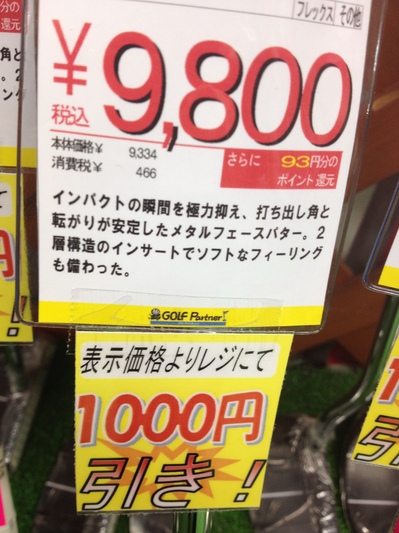 フレックス その他
¥9,800
税込
本体価格¥ 9,334
消費税¥ 466
さらに 93円分の
ポイント還元
インパクトの瞬間を極力抑え、打ち出し角と
転がりが安定したメタルフェースパター。2
層構造のインサートでソフトなフィーリング
も備わった。
GOLF Partner
表示価格よりレジにて
1000円
引き!